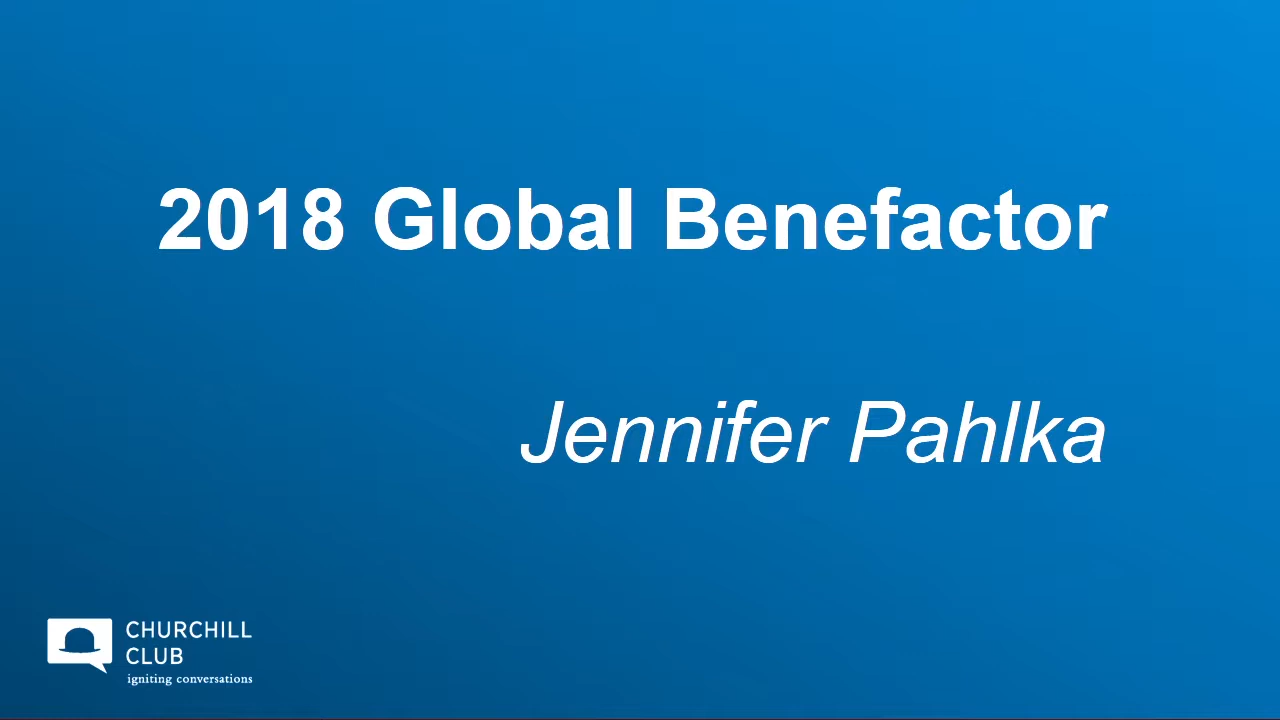 2018 Global Benefactor
Jennifer Pahlka
CHURCHILL
CLUB
igniting conversations